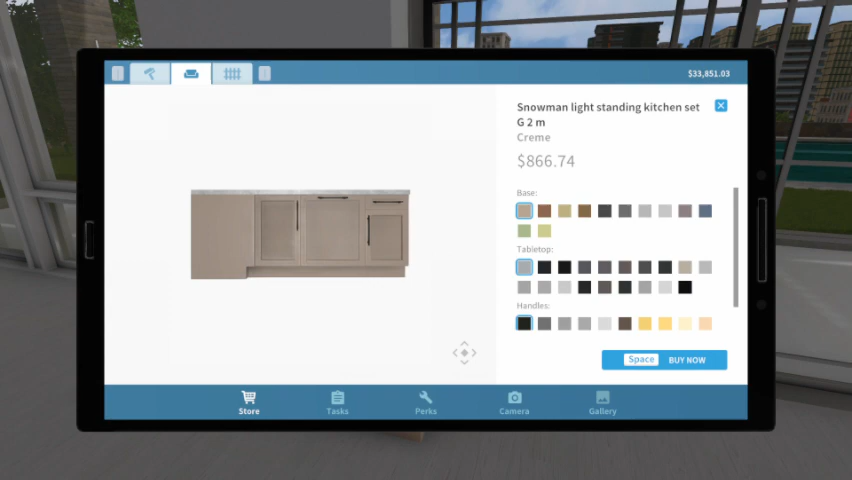 $33,851.03
Snowman light standing kitchen set
G 2 m
Creme
$866.74
Base:
Tabletop:
Handles:
Space BUY NOW
Store
Tasks
Perks
Camera
Gallery